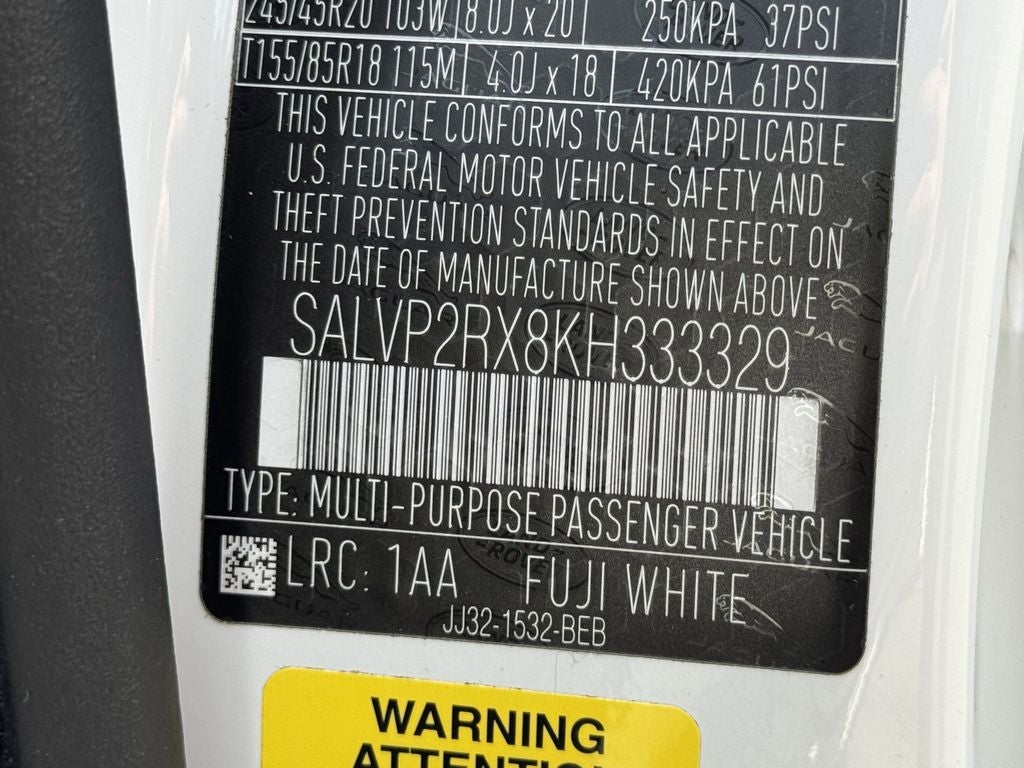 245/45R20 103W 8.0J x 20 250KPA 37PSI
T155/85R18 115M 4.0J x 18 420KPA 61PSI
THIS VEHICLE CONFORMS TO ALL APPLICABLE
U.S. FEDERAL MOTOR VEHICLE SAFETY AND
THEFT PREVENTION STANDARDS IN EFFECT ON
THE DATE OF MANUFACTURE SHOWN ABOVE
SALVP2RX8KH333329
JAGU
TYPE: MULTI-PURPOSE PASSENGER VEHICLE
LRC: 1AA FUJI WHITE
JJ32-1532-BEB
WARNING
ATTENTION